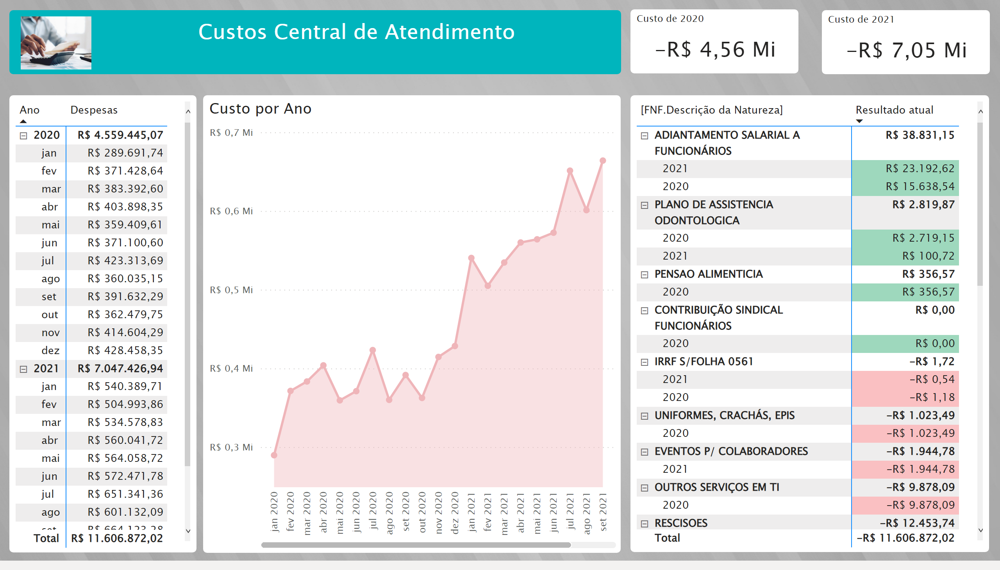 Custos Central de Atendimento
Custo de 2020
-R$ 4,56 Mi
Custo de 2021
-R$ 7,05 Mi
Ano Despesas
2020 R$ 4.559.445,07
jan R$ 289.691,74
fev R$ 371.428,64
mar R$ 383.392,60
abr R$ 403.898,35
mai R$ 359.409,61
jun R$ 371.100,60
jul R$ 423.313,69
ago R$ 360.035,15
set R$ 391.632,29
out R$ 362.479,75
nov R$ 414.604,29
dez R$ 428.458,35
2021 R$ 7.047.426,94
jan R$ 540.389,71
fev R$ 504.993,86
mar R$ 534.578,83
abr R$ 560.041,72
mai R$ 564.058,72
jun R$ 572.471,78
jul R$ 651.341,36
ago R$ 601.132,09
set R$ 664.123,28
Total R$ 11.606.872,02
Custo por Ano
R$ 0,7 Mi
R$ 0,6 Mi
R$ 0,5 Mi
R$ 0,4 Mi
R$ 0,3 Mi
jan 2020
fev 2020
mar 2020
abr 2020
mai 2020
jun 2020
jul 2020
ago 2020
set 2020
out 2020
nov 2020
dez 2020
jan 2021
fev 2021
mar 2021
abr 2021
mai 2021
jun 2021
jul 2021
ago 2021
set 2021
[FNF.Descrição da Natureza] Resultado atual
ADIANTAMENTO SALARIAL A R$ 38.831,15
FUNCIONÁRIOS
2021 R$ 23.192,62
2020 R$ 15.638,54
PLANO DE ASSISTENCIA R$ 2.819,87
ODONTOLOGICA
2020 R$ 2.719,15
2021 R$ 100,72
PENSAO ALIMENTICIA R$ 356,57
2020 R$ 356,57
CONTRIBUIÇÃO SINDICAL R$ 0,00
FUNCIONÁRIOS
2020 R$ 0,00
IRRF S/FOLHA 0561 -R$ 1,72
2021 -R$ 0,54
2020 -R$ 1,18
UNIFORMES, CRACHÁS, EPIS -R$ 1.023,49
2020 -R$ 1.023,49
EVENTOS P/ COLABORADORES -R$ 1.944,78
2021 -R$ 1.944,78
OUTROS SERVIÇOS EM TI -R$ 9.878,09
2020 -R$ 9.878,09
RESCISOES -R$ 12.453,74
Total -R$ 11.606.872,02